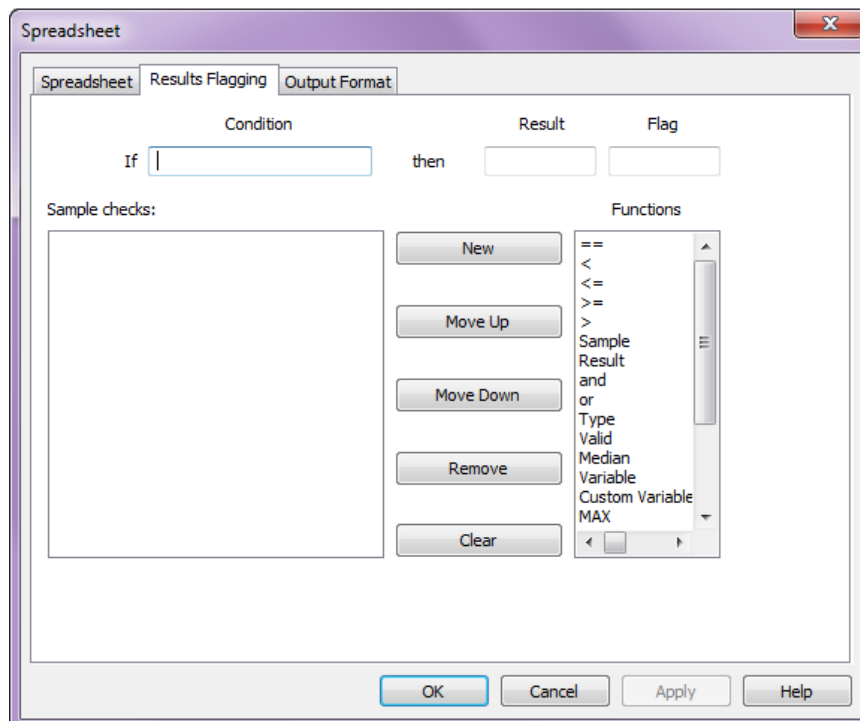 Spreadsheet
Spreadsheet Results Flagging Output Format
Condition Result Flag
If then
Sample checks: Functions
New
Move Up
Move Down
Remove
Clear
==
<
<=
>=
>
Sample
Result
and
or
Type
Valid
Median
Variable
Custom Variable
MAX
OK Cancel Apply Help